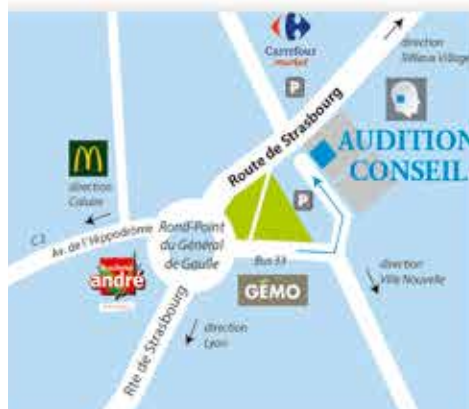 Carrefour
market
P
direction
Rillieux Village
Route de Strasbourg
AUDITION
CONSEIL
direction
Caluire
P
C2
Av. de l'Hippodrome
Rond-Point
du Général
de Gaulle
Bus 33
GÉMO
andré
direction
Ville Nouvelle
Rte de Strasbourg
direction
Lyon